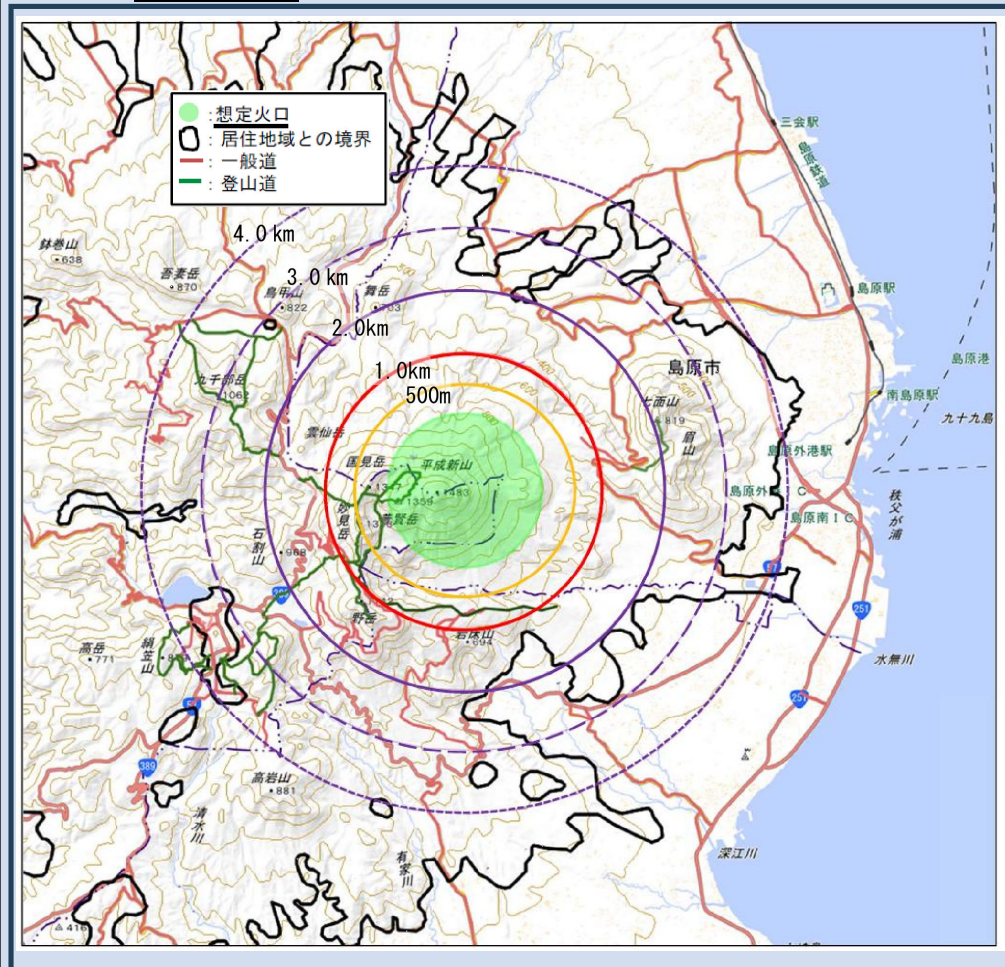 :想定火口
:居住地域との境界
:一般道
:登山道
三会駅
島原鉄道
4.0km
鉢巻山
638
吾妻岳
870
3.0km
鳥甲山
822
舞岳
703
島原駅
2.0km
島原港
島原市
1.0km
500m
九千部岳
南島原駅
九十九島
七面山
819
眉山
雲仙岳
国見岳
平成新山
1483
1359
島原外港駅
普賢岳
妙見岳
島原南IC
秩父が浦
石割山
968
57
251
野岳
岩床山
694
水無川
高岳
771
絹笠山
251
389
高岩山
881
清水川
有家川
深江川
416